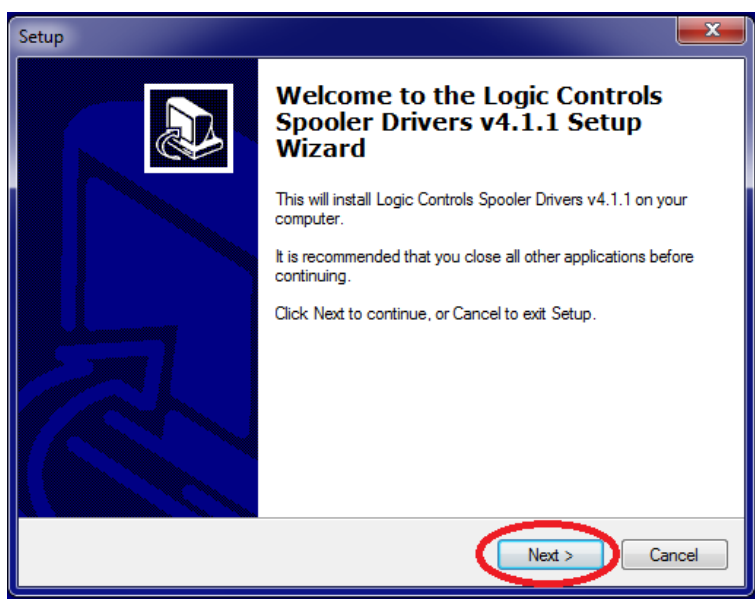 Setup
Welcome to the Logic Controls
Spooler Drivers v4.1.1 Setup
Wizard
This will install Logic Controls Spooler Drivers v4.1.1 on your
computer.
It is recommended that you close all other applications before
continuing.
Click Next to continue, or Cancel to exit Setup.
Next >
Cancel